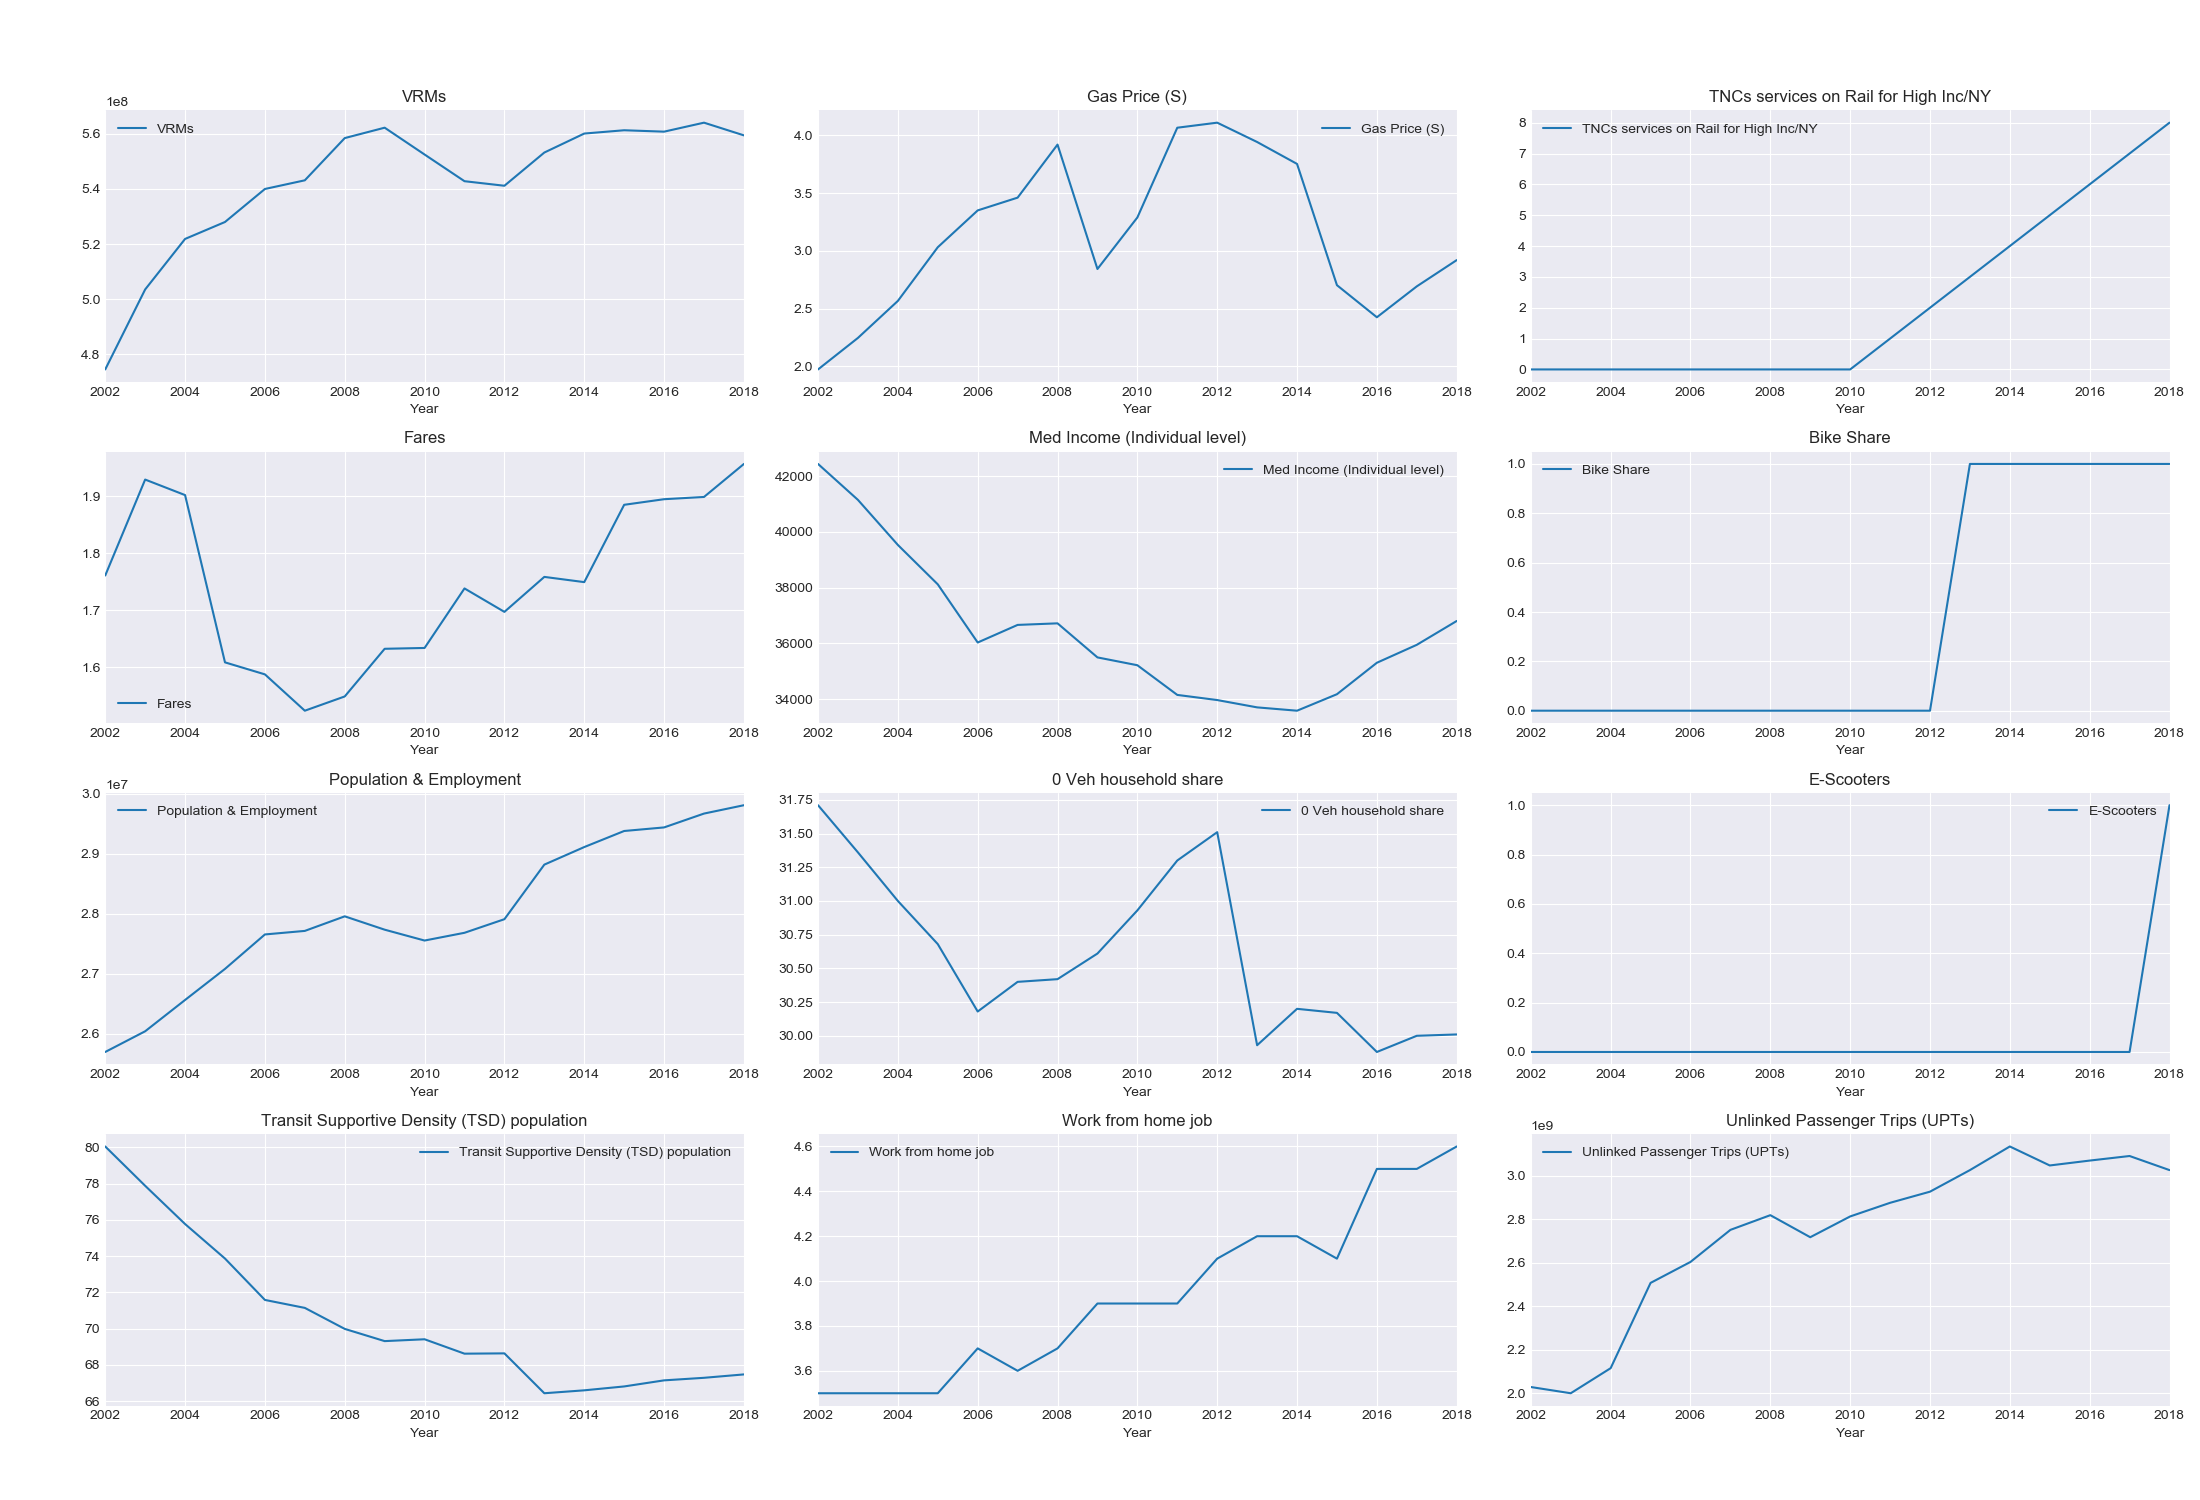 VRMs
1e8
VRMs
5.6
5.4
5.2
5.0
4.8
2002 2004 2006 2008 2010 2012 2014 2016 2018
Year
Gas Price (S)
Gas Price (S)
4.0
3.5
3.0
2.5
2.0
2002 2004 2006 2008 2010 2012 2014 2016 2018
Year
TNCs services on Rail for High Inc/NY
TNCs services on Rail for High Inc/NY
8
7
6
5
4
3
2
1
0
2002 2004 2006 2008 2010 2012 2014 2016 2018
Year
Fares
1.9
1.8
1.7
1.6
Fares
2002 2004 2006 2008 2010 2012 2014 2016 2018
Year
Med Income (Individual level)
Med Income (Individual level)
42000
40000
38000
36000
34000
2002 2004 2006 2008 2010 2012 2014 2016 2018
Year
Bike Share
Bike Share
1.0
0.8
0.6
0.4
0.2
0.0
2002 2004 2006 2008 2010 2012 2014 2016 2018
Year
Population & Employment
1e7
3.0
Population & Employment
2.9
2.8
2.7
2.6
2002 2004 2006 2008 2010 2012 2014 2016 2018
Year
0 Veh household share
31.75
0 Veh household share
31.50
31.25
31.00
30.75
30.50
30.25
30.00
2002 2004 2006 2008 2010 2012 2014 2016 2018
Year
E-Scooters
1.0
E-Scooters
0.8
0.6
0.4
0.2
0.0
2002 2004 2006 2008 2010 2012 2014 2016 2018
Year
Transit Supportive Density (TSD) population
80
Transit Supportive Density (TSD) population
78
76
74
72
70
68
66
2002 2004 2006 2008 2010 2012 2014 2016 2018
Year
Work from home job
4.6
Work from home job
4.4
4.2
4.0
3.8
3.6
2002 2004 2006 2008 2010 2012 2014 2016 2018
Year
Unlinked Passenger Trips (UPTs)
1e9
Unlinked Passenger Trips (UPTs)
3.0
2.8
2.6
2.4
2.2
2.0
2002 2004 2006 2008 2010 2012 2014 2016 2018
Year